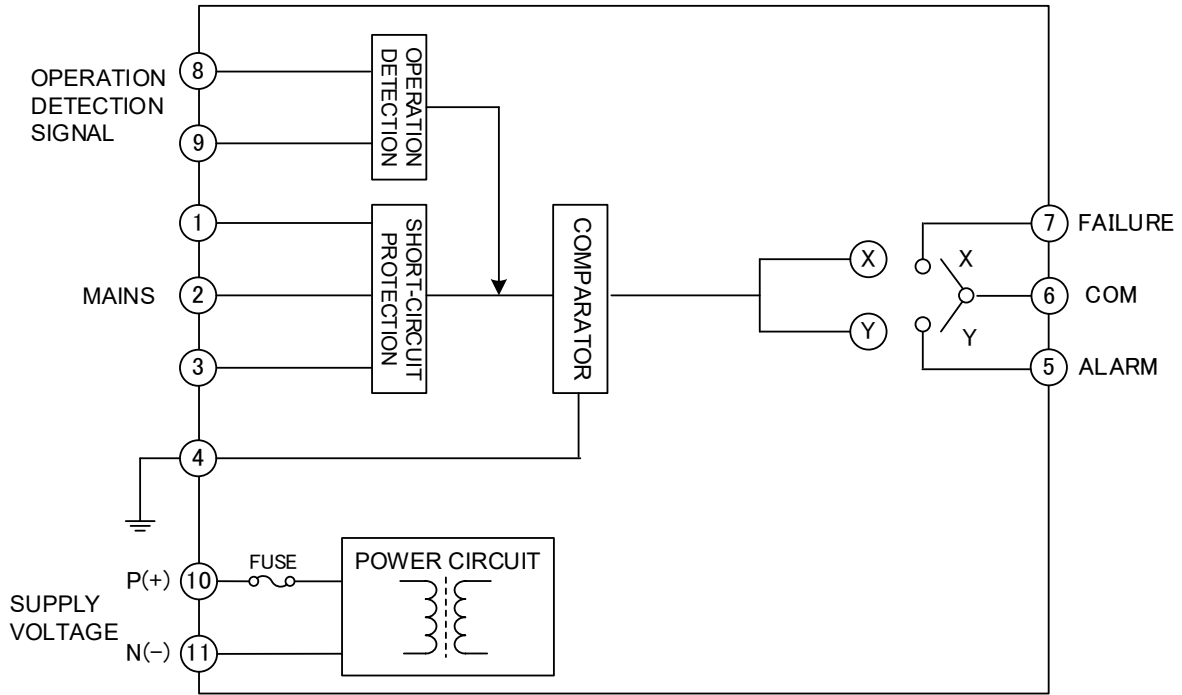 OPERATION
DETECTION
SIGNAL
8
9
OPERATION
DETECTION
MAINS
1
2
3
SHORT-CIRCUIT
PROTECTION
COMPARATOR
X
Y
X
Y
7 FAILURE
6 COM
5 ALARM
4
SUPPLY
VOLTAGE
P(+) 10
N(-) 11
FUSE
POWER CIRCUIT